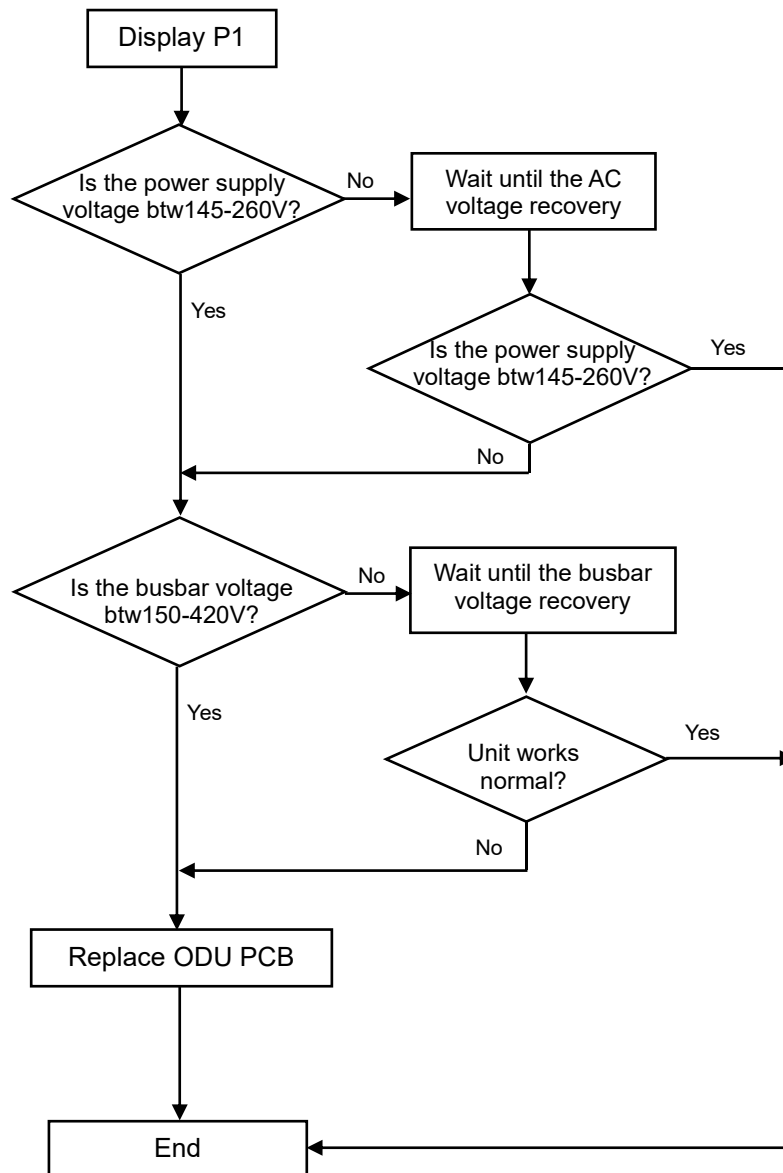 Display P1
Is the power supply
voltage btw145-260V?
No
Wait until the AC
voltage recovery
Yes
Is the power supply
voltage btw145-260V?
Yes
No
Is the busbar voltage
btw150-420V?
No
Wait until the busbar
voltage recovery
Yes
Unit works
normal?
Yes
No
Replace ODU PCB
End